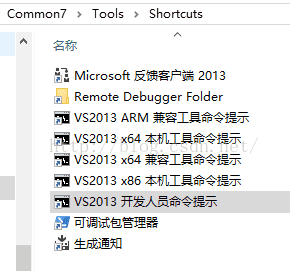 Common7 > Tools > Shortcuts
名称
Microsoft 反馈客户端 2013
Remote Debugger Folder
VS2013 ARM 兼容工具命令提示
VS2013 x64 本机工具命令提示
http://blog.csdn.net/
VS2013 x64 兼容工具命令提示
VS2013 x86 本机工具命令提示
VS2013 开发人员命令提示
可调试包管理器
生成通知